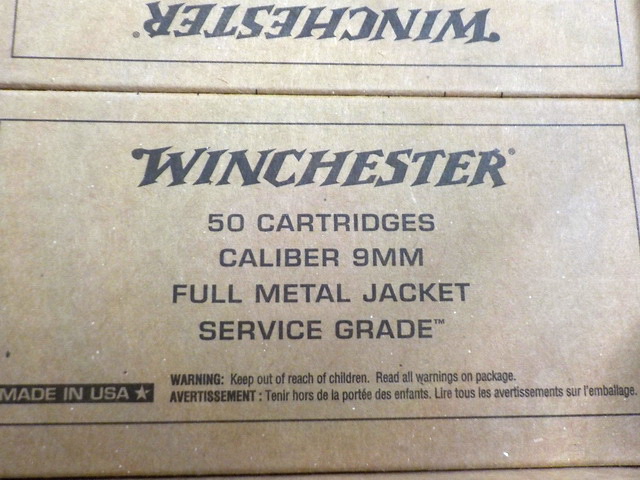 WINCHESTER®
WINCHESTER®
50 CARTRIDGES
CALIBER 9MM
FULL METAL JACKET
SERVICE GRADE™
MADE IN USA ★
WARNING: Keep out of reach of children. Read all warnings on package.
AVERTISSEMENT : Tenir hors de la portée des enfants. Lire tous les avertissements sur l'emballage.